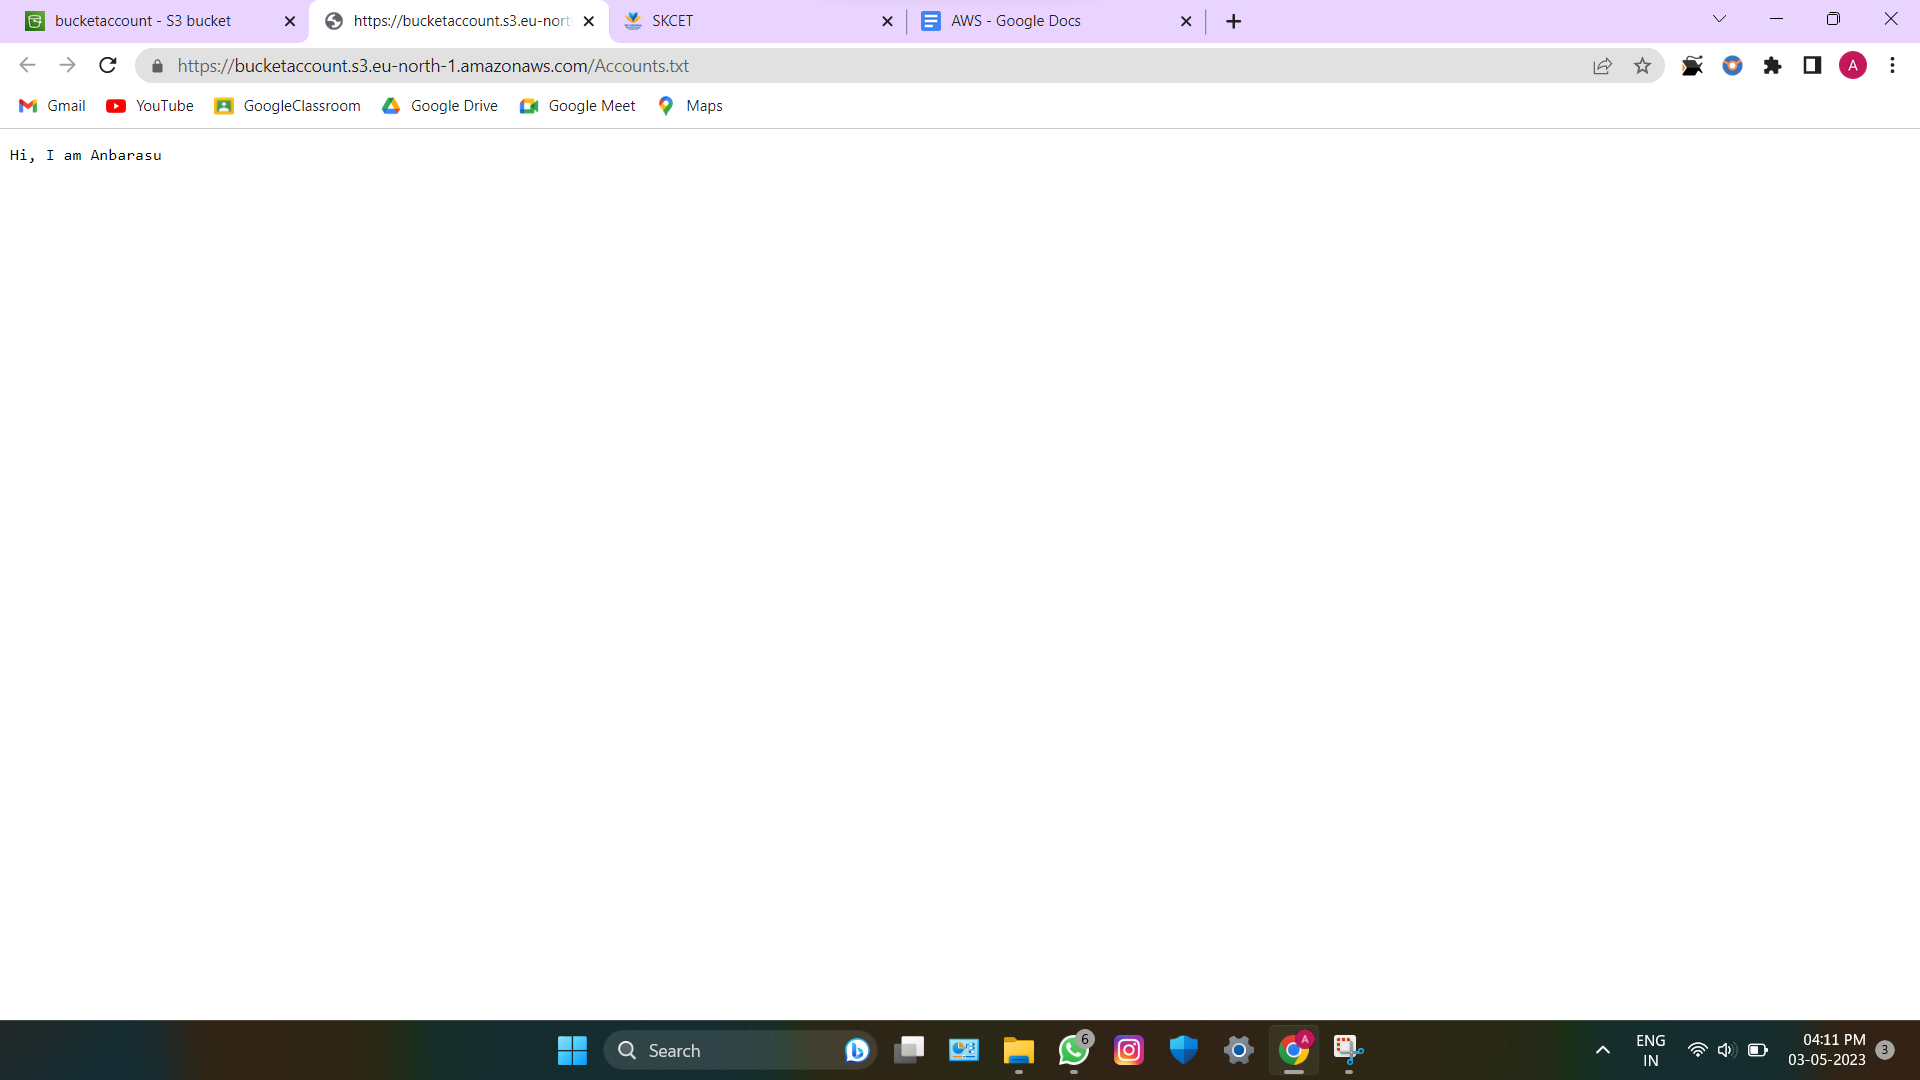 bucketaccount - S3 bucket
https://bucketaccount.s3.eu-nort
SKCET
AWS - Google Docs
https://bucketaccount.s3.eu-north-1.amazonaws.com/Accounts.txt
A
Gmail
YouTube
GoogleClassroom
Google Drive
Google Meet
Maps
Hi, I am Anbarasu
Search
6
A
ENG
IN
04:11 PM
03-05-2023
3